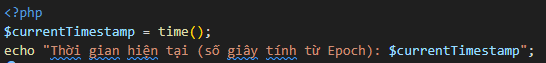 <?php
$currentTimestamp = time();
echo "Thời gian hiện tại (số giây tính từ Epoch): $currentTimestamp";